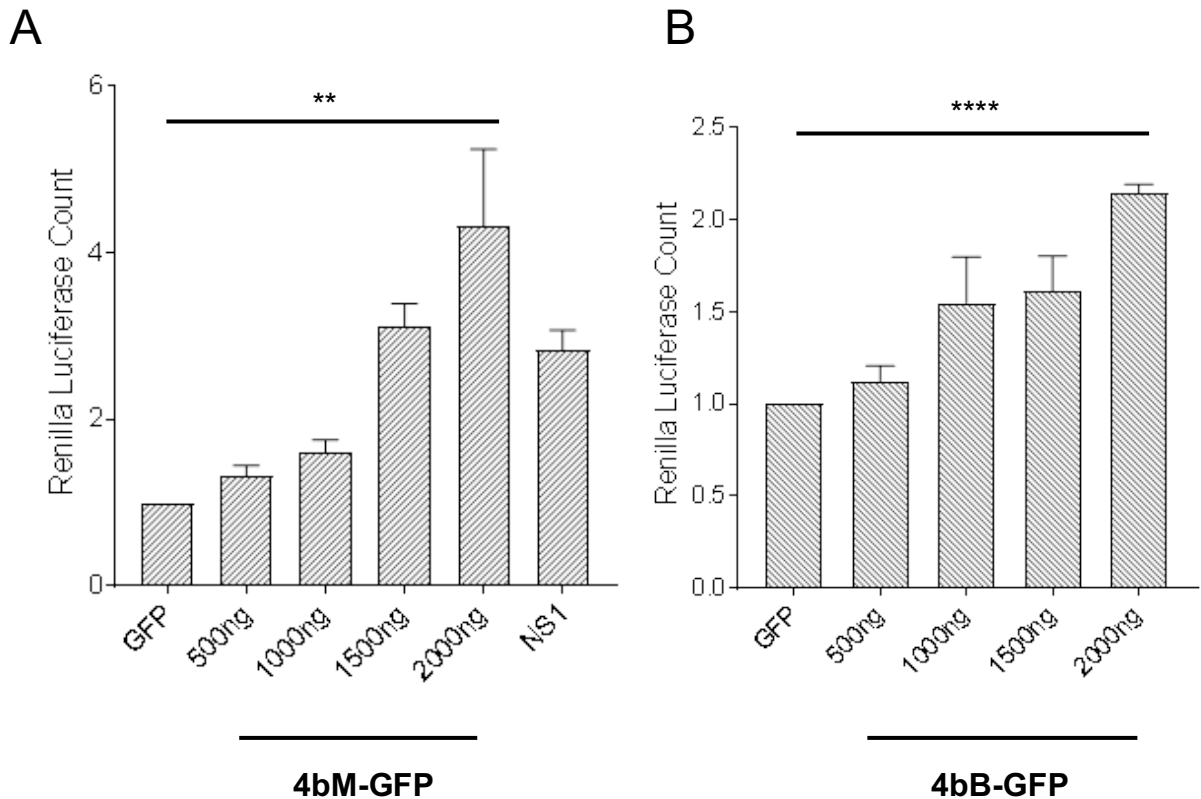 A
B
**
****
6
4
2
0
Renilla Luciferase Count
GFP
500ng
1000ng
1500ng
2000ng
NS1
4bM-GFP
2.5
2.0
1.5
1.0
0.5
0.0
Renilla Luciferase Count
GFP
500ng
1000ng
1500ng
2000ng
4bB-GFP